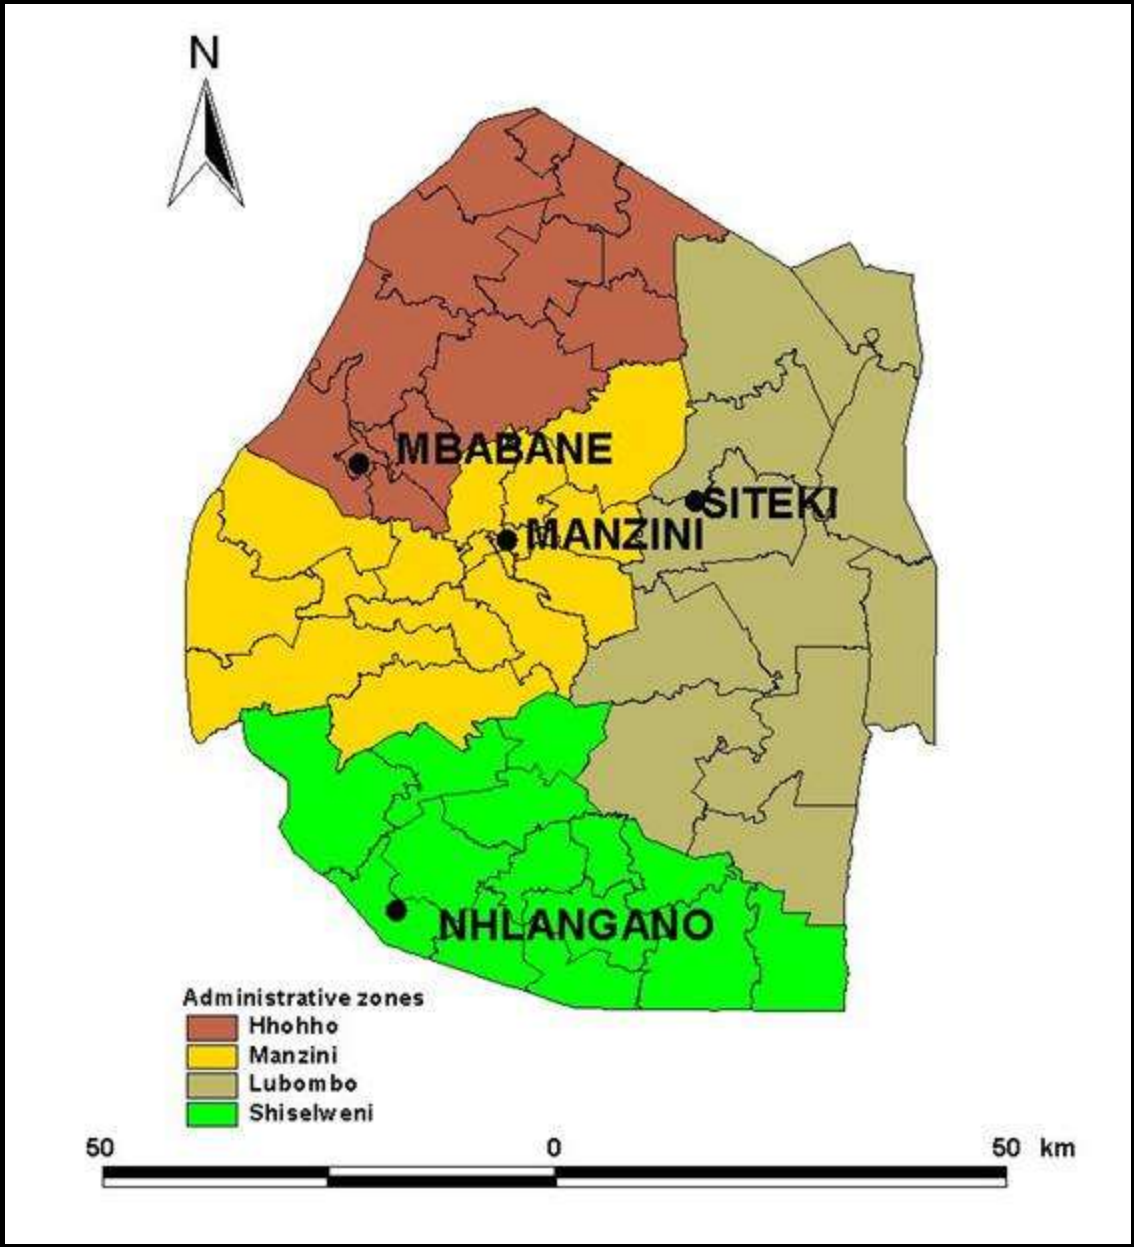 N
MBABANE
SITEKI
MANZINI
NHLANGANO
Administrative zones
Hhohho
Manzini
Lubombo
Shiselweni
50 0 50 km